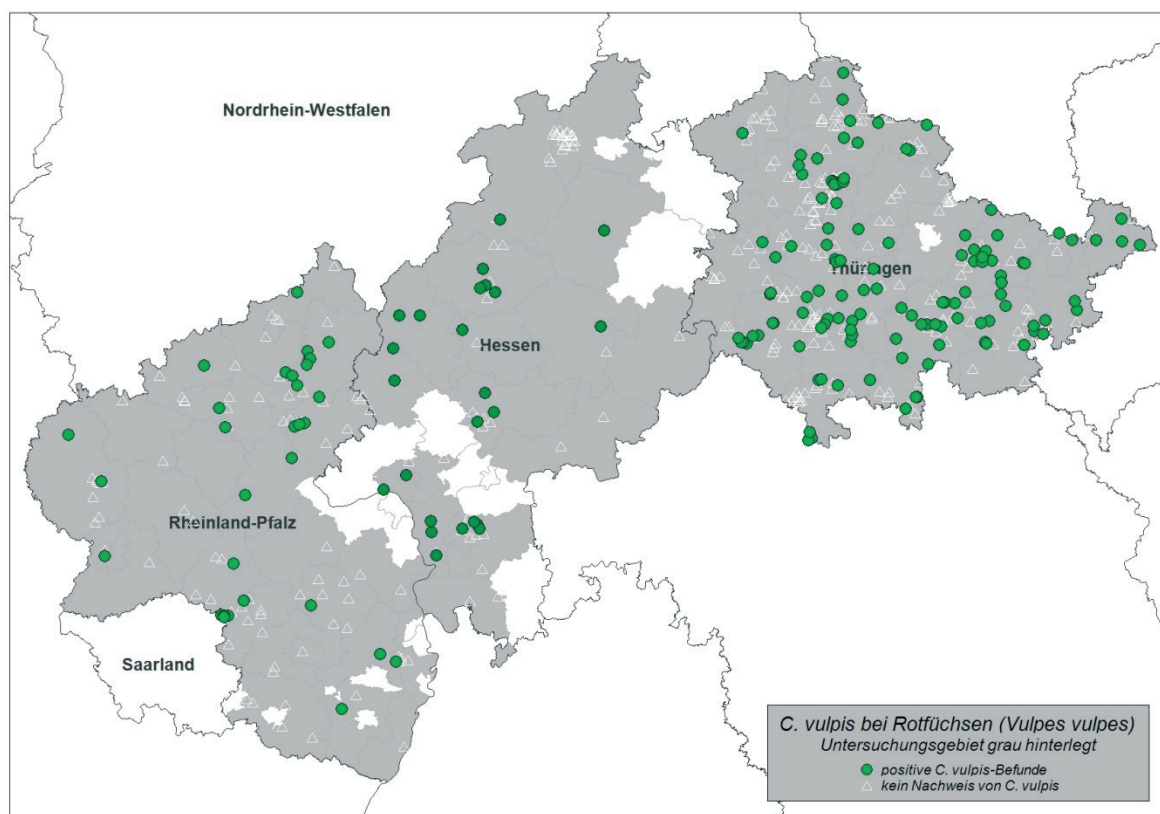 Nordrhein-Westfalen
Thüringen
Hessen
Rheinland-Pfalz
Saarland
C. vulpis bei Rotfüchsen (Vulpes vulpes)
Untersuchungsgebiet grau hinterlegt
positive C. vulpis-Befunde
kein Nachweis von C. vulpis